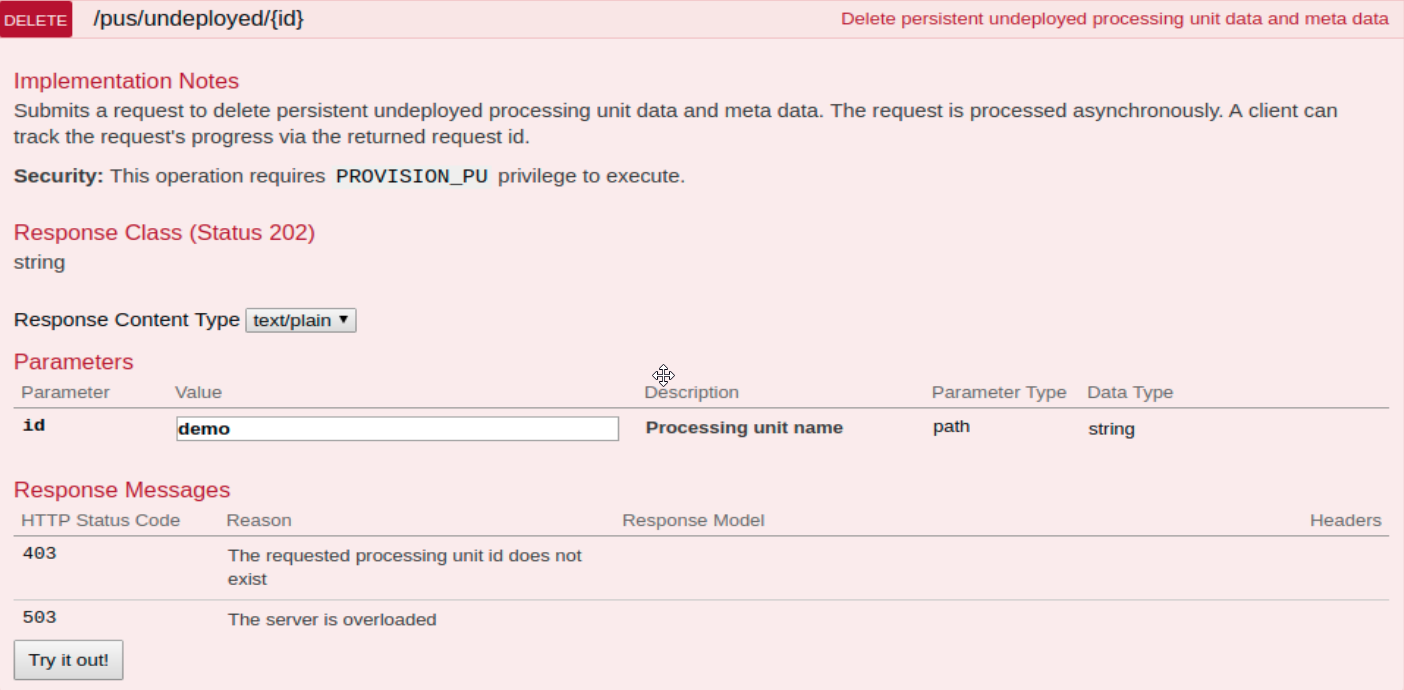 DELETE /pus/undeployed/{id} Delete persistent undeployed processing unit data and meta data
Implementation Notes
Submits a request to delete persistent undeployed processing unit data and meta data. The request is processed asynchronously. A client can
track the request's progress via the returned request id.
Security: This operation requires PROVISION_PU privilege to execute.
Response Class (Status 202)
string
Response Content Type text/plain
Parameters
Parameter Value Description Parameter Type Data Type
id demo Processing unit name path string
Response Messages
HTTP Status Code Reason Response Model Headers
403 The requested processing unit id does not
exist
503 The server is overloaded
Try it out!